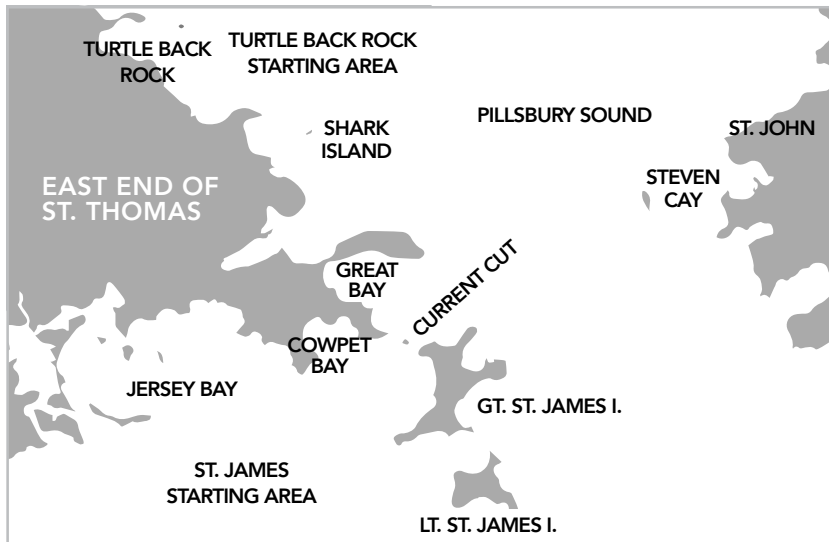 TURTLE BACK
ROCK
TURTLE BACK ROCK
STARTING AREA
SHARK
ISLAND
PILLSBURY SOUND
ST. JOHN
STEVEN
CAY
EAST END OF
ST. THOMAS
GREAT
BAY
CURRENT CUT
COWPET
BAY
JERSEY BAY
GT. ST. JAMES I.
ST. JAMES
STARTING AREA
LT. ST. JAMES I.